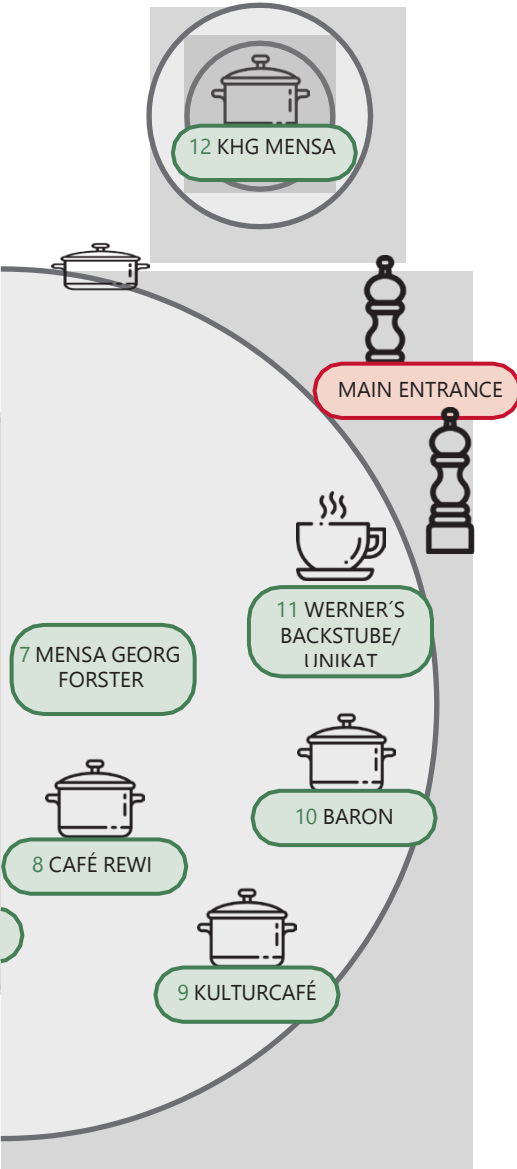 12 KHG MENSA
MAIN ENTRANCE
11 WERNER´S
BACKSTUBE/
UNIKAT
7 MENSA GEORG
FORSTER
10 BARON
8 CAFÉ REWI
9 KULTURCAFÉ